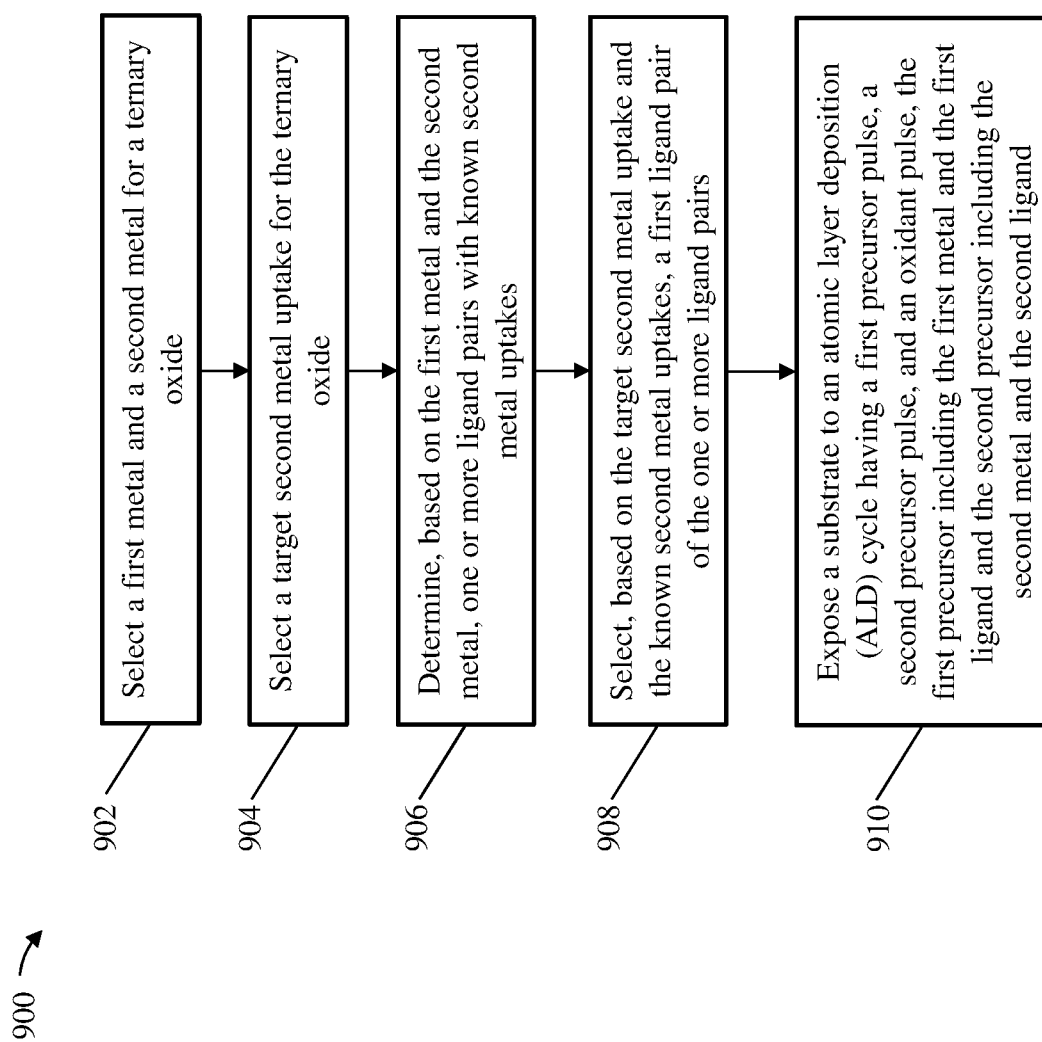 900
902
Select a first metal and a second metal for a ternary
oxide
904
Select a target second metal uptake for the ternary
oxide
906
Determine, based on the first metal and the second
metal, one or more ligand pairs with known second
metal uptakes
908
Select, based on the target second metal uptake and
the known second metal uptakes, a first ligand pair
of the one or more ligand pairs
910
Expose a substrate to an atomic layer deposition
(ALD) cycle having a first precursor pulse, a
second precursor pulse, and an oxidant pulse, the
first precursor including the first metal and the first
ligand and the second precursor including the
second metal and the second ligand